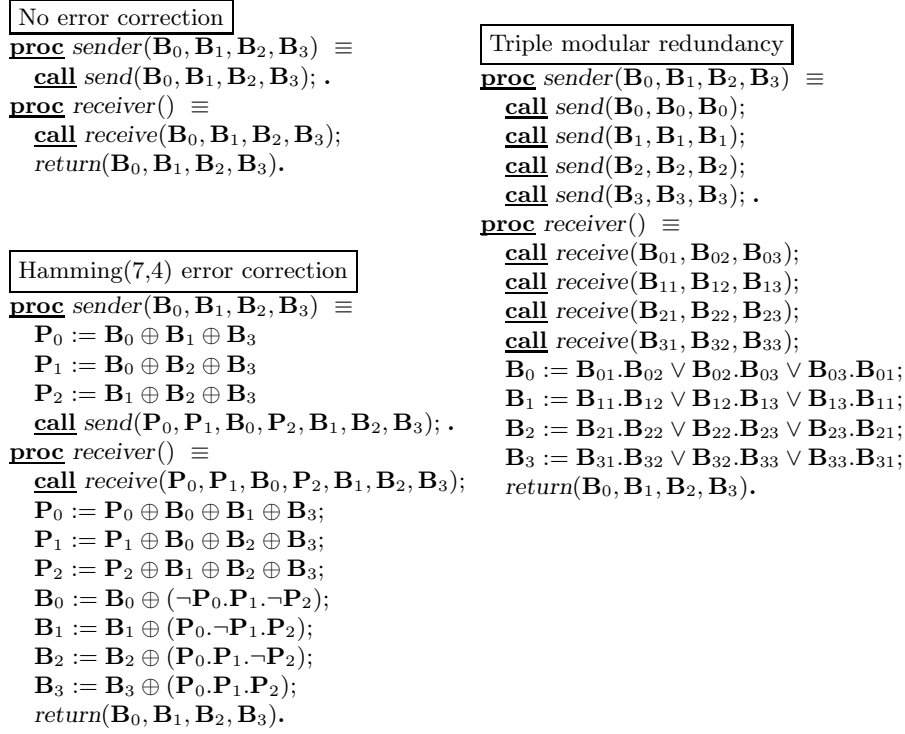 No error correction
proc sender(B₀, B₁, B₂, B₃) ≡
call send(B₀, B₁, B₂, B₃); .
proc receiver() ≡
call receive(B₀, B₁, B₂, B₃);
return(B₀, B₁, B₂, B₃).
Hamming(7,4) error correction
proc sender(B₀, B₁, B₂, B₃) ≡
P₀ := B₀ ⊕ B₁ ⊕ B₃
P₁ := B₀ ⊕ B₂ ⊕ B₃
P₂ := B₁ ⊕ B₂ ⊕ B₃
call send(P₀, P₁, B₀, P₂, B₁, B₂, B₃); .
proc receiver() ≡
call receive(P₀, P₁, B₀, P₂, B₁, B₂, B₃);
P₀ := P₀ ⊕ B₀ ⊕ B₁ ⊕ B₃;
P₁ := P₁ ⊕ B₀ ⊕ B₂ ⊕ B₃;
P₂ := P₂ ⊕ B₁ ⊕ B₂ ⊕ B₃;
B₀ := B₀ ⊕ (¬P₀.P₁.¬P₂);
B₁ := B₁ ⊕ (P₀.¬P₁.P₂);
B₂ := B₂ ⊕ (P₀.P₁.¬P₂);
B₃ := B₃ ⊕ (P₀.P₁.P₂);
return(B₀, B₁, B₂, B₃).
Triple modular redundancy
proc sender(B₀, B₁, B₂, B₃) ≡
call send(B₀, B₀, B₀);
call send(B₁, B₁, B₁);
call send(B₂, B₂, B₂);
call send(B₃, B₃, B₃); .
proc receiver() ≡
call receive(B₀₁, B₀₂, B₀₃);
call receive(B₁₁, B₁₂, B₁₃);
call receive(B₂₁, B₂₂, B₂₃);
call receive(B₃₁, B₃₂, B₃₃);
B₀ := B₀₁.B₀₂ ∨ B₀₂.B₀₃ ∨ B₀₃.B₀₁;
B₁ := B₁₁.B₁₂ ∨ B₁₂.B₁₃ ∨ B₁₃.B₁₁;
B₂ := B₂₁.B₂₂ ∨ B₂₂.B₂₃ ∨ B₂₃.B₂₁;
B₃ := B₃₁.B₃₂ ∨ B₃₂.B₃₃ ∨ B₃₃.B₃₁;
return(B₀, B₁, B₂, B₃).